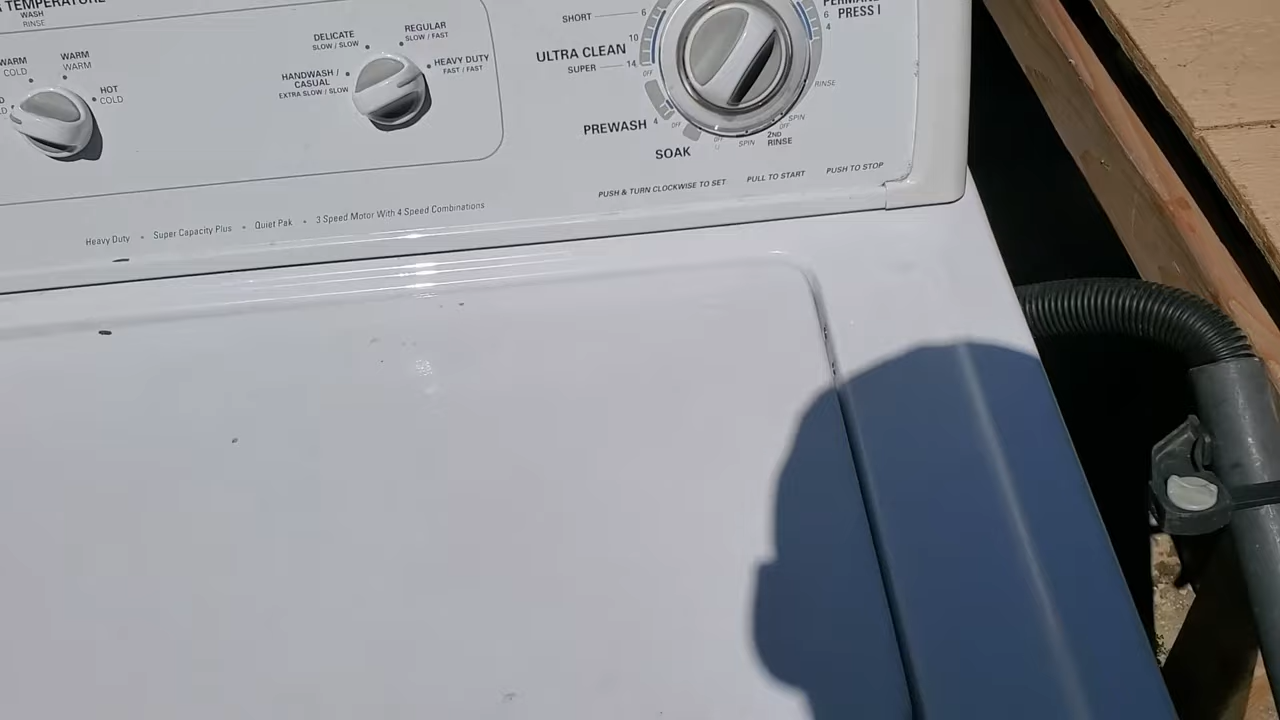 TEMPERATURE
WASH
RINSE
WARM
COLD
WARM
WARM
HOT
COLD
DELICATE
SLOW / SLOW
REGULAR
SLOW / FAST
HANDWASH /
CASUAL
EXTRA SLOW / SLOW
HEAVY DUTY
FAST / FAST
SHORT 6
10
ULTRA CLEAN
SUPER 14
OFF
PREWASH 4 OFF
SOAK
OFF
SPIN
2ND
RINSE
OFF
SPIN
RINSE
PRESS I
6
4
PUSH & TURN CLOCKWISE TO SET PULL TO START PUSH TO STOP
Heavy Duty • Super Capacity Plus • Quiet Pak • 3 Speed Motor With 4 Speed Combinations